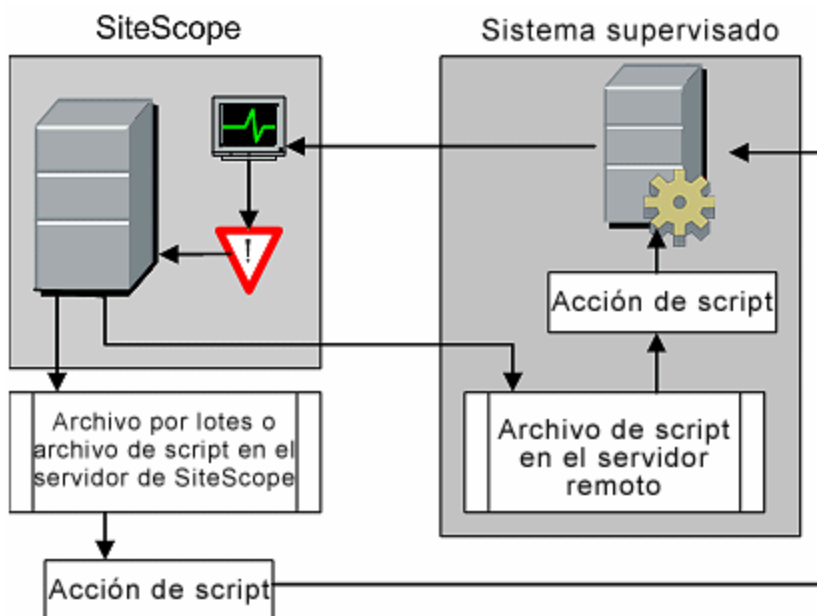 SiteScope
Sistema supervisado
!
Acción de script
Archivo por lotes o
archivo de script en el
servidor de SiteScope
Archivo de script
en el servidor
remoto
Acción de script